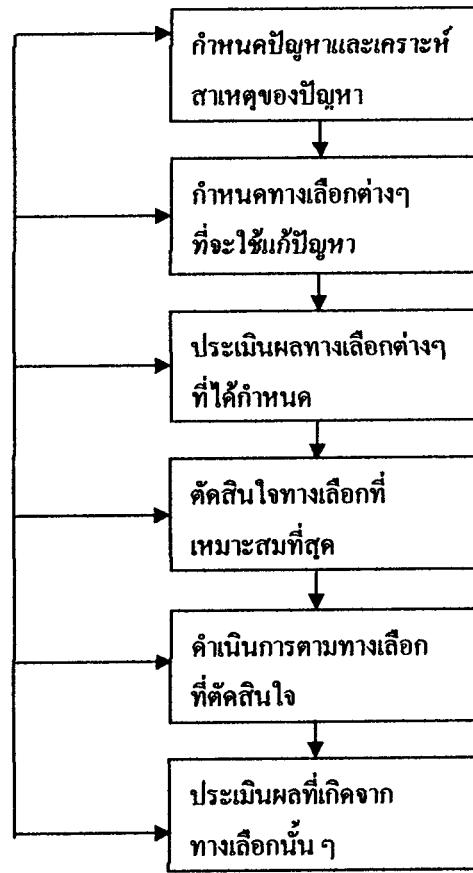 กำหนดปัญหาและเคราะห์
สาเหตุของปัญหา
กำหนดทางเลือกต่างๆ
ที่จะใช้แก้ปัญหา
ประเมินผลทางเลือกต่างๆ
ที่ได้กำหนด
ตัดสินใจทางเลือกที่
เหมาะสมที่สุด
ดำเนินการตามทางเลือก
ที่ตัดสินใจ
ประเมินผลที่เกิดจาก
ทางเลือกนั้น ๆ